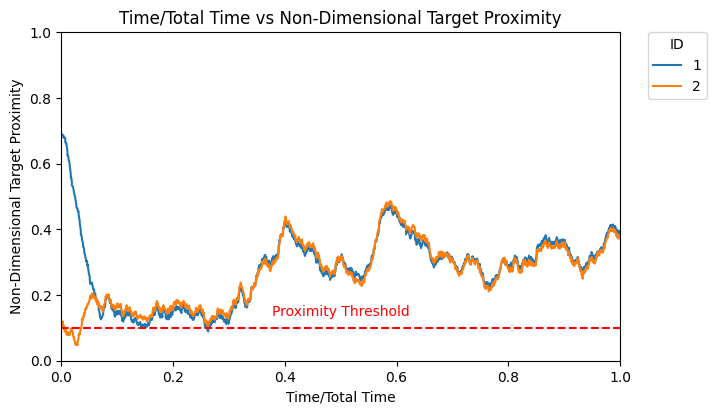 Time/Total Time vs Non-Dimensional Target Proximity
ID
1
2
Non-Dimensional Target Proximity
1.0
0.8
0.6
0.4
0.2
0.0
Proximity Threshold
0.0 0.2 0.4 0.6 0.8 1.0
Time/Total Time